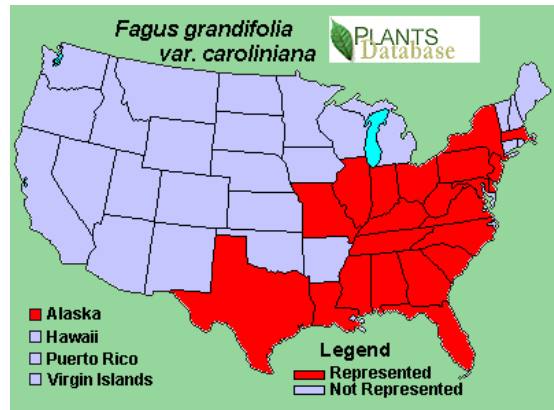 Fagus grandifolia
var. caroliniana
PLANTS
Database
Alaska
Hawaii
Puerto Rico
Virgin Islands
Legend
Represented
Not Represented